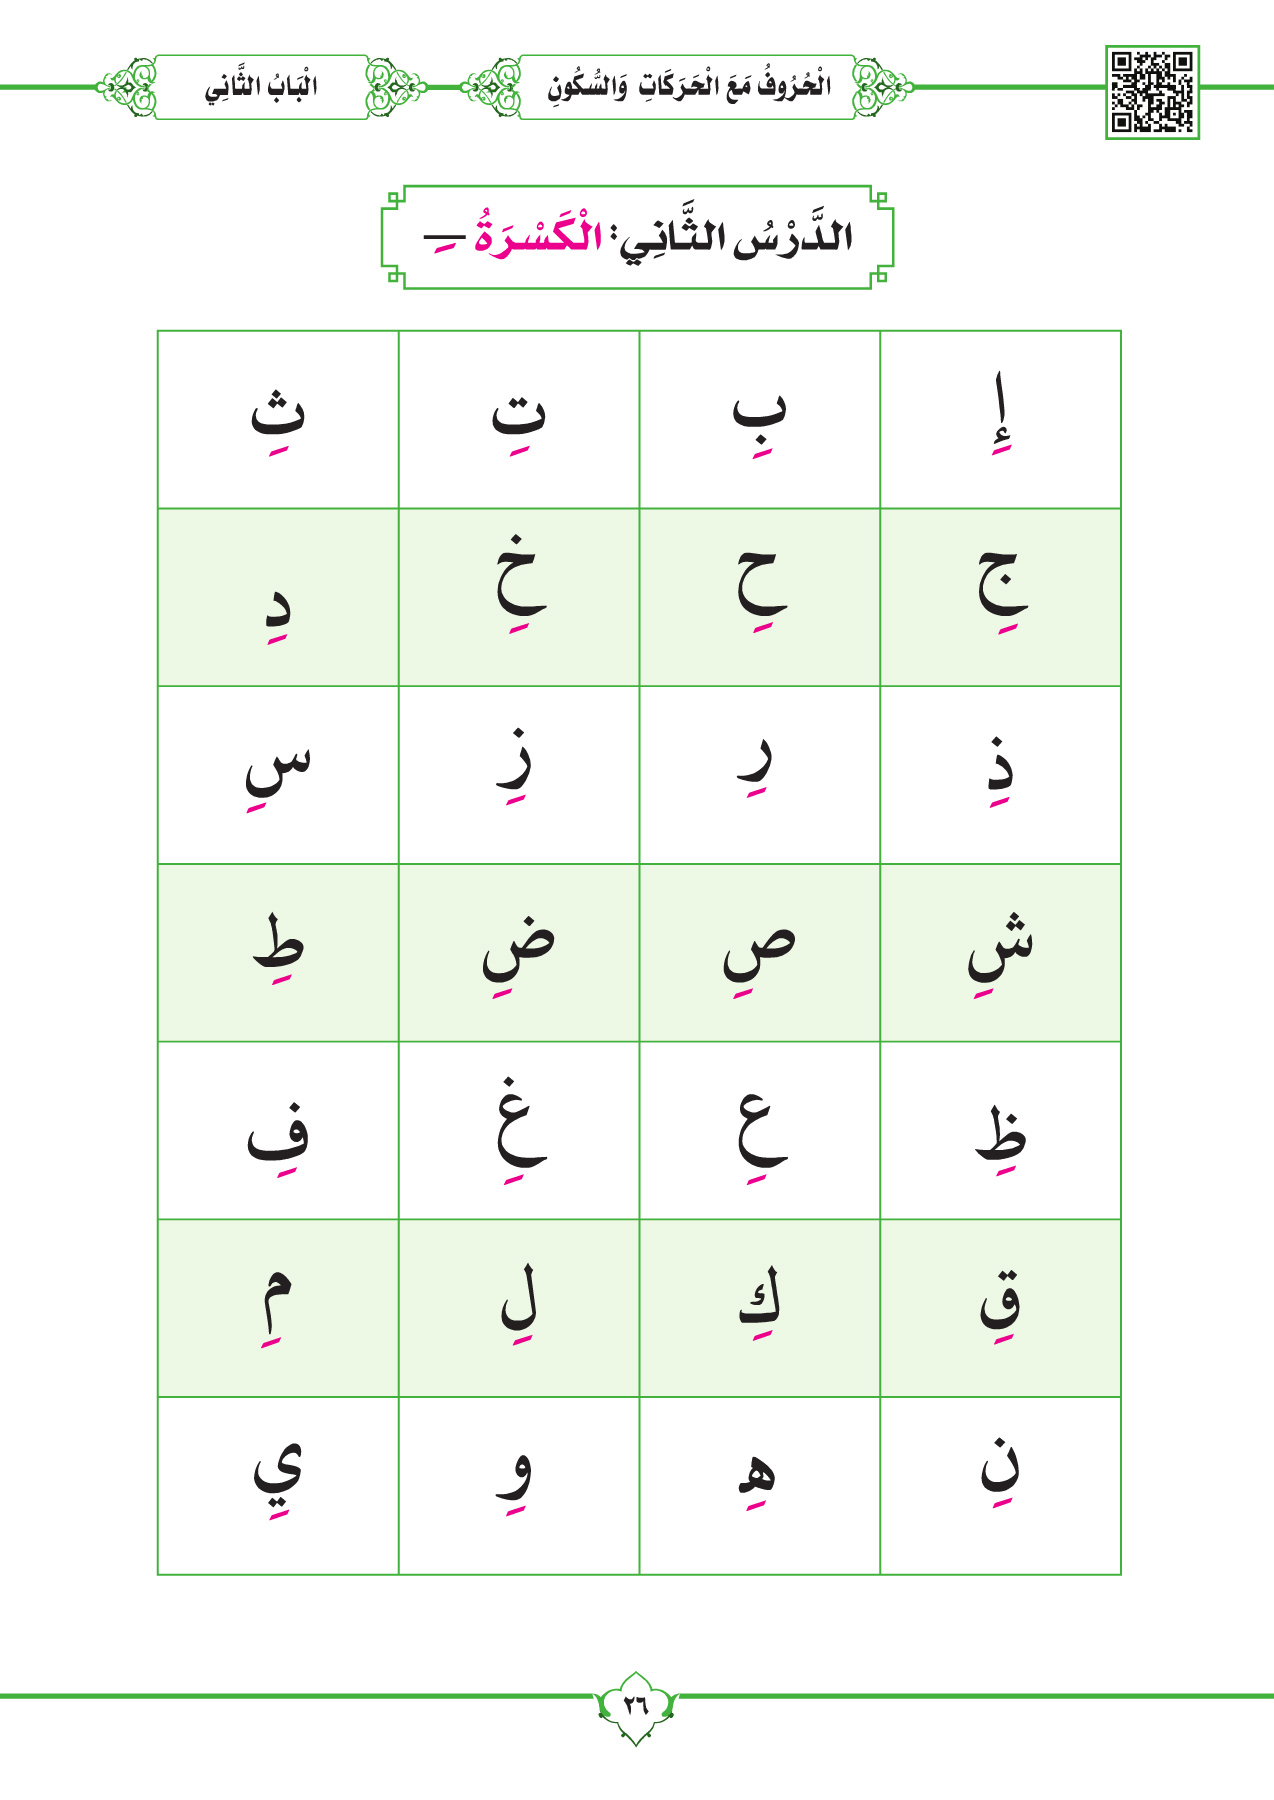 الْحُرُوفُ مَعَ الْحَرَكَاتِ وَالسُّكُونِ
الْبَابُ الثَّانِي
الدَّرْسُ الثَّانِي: الْكَسْرَةُ ـِ
إِ بِ تِ ثِ
جِ حِ خِ دِ
ذِ رِ زِ سِ
شِ صِ ضِ طِ
ظِ عِ غِ فِ
قِ كِ لِ مِ
نِ هِ وِ يِ
٢٦